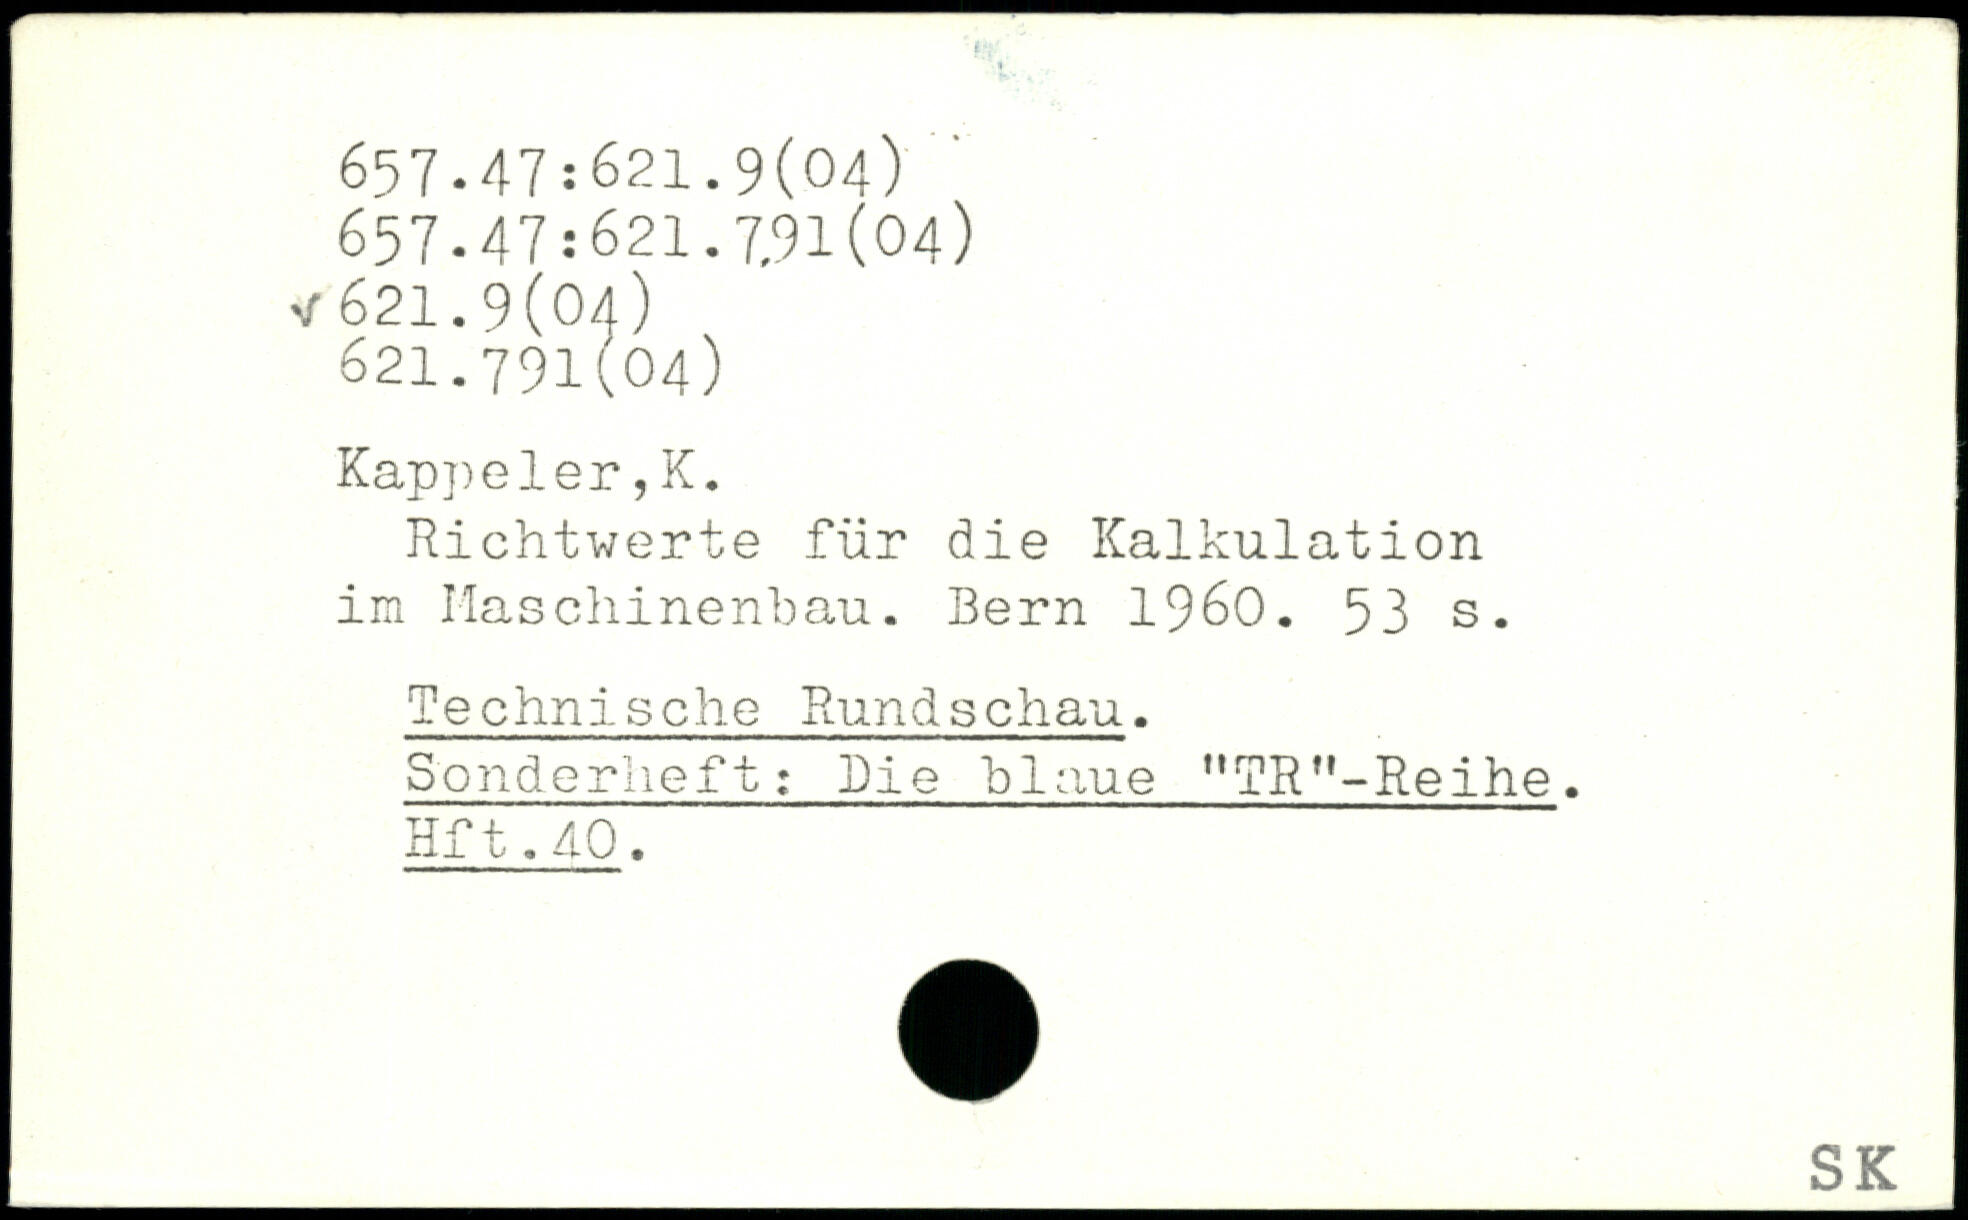 657.47:621.9(04)
657.47:621.791(04)
✓ 621.9(04)
621.791(04)
Kappeler,K.
Richtwerte für die Kalkulation
im Maschinenbau. Bern 1960. 53 s.
Technische Rundschau.
Sonderheft: Die blaue "TR"-Reihe.
Hft.40.
SK